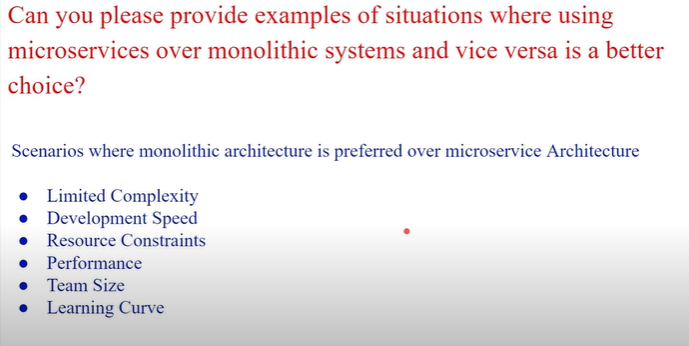 Can you please provide examples of situations where using
microservices over monolithic systems and vice versa is a better
choice?
Scenarios where monolithic architecture is preferred over microservice Architecture
● Limited Complexity
● Development Speed
● Resource Constraints
● Performance
● Team Size
● Learning Curve